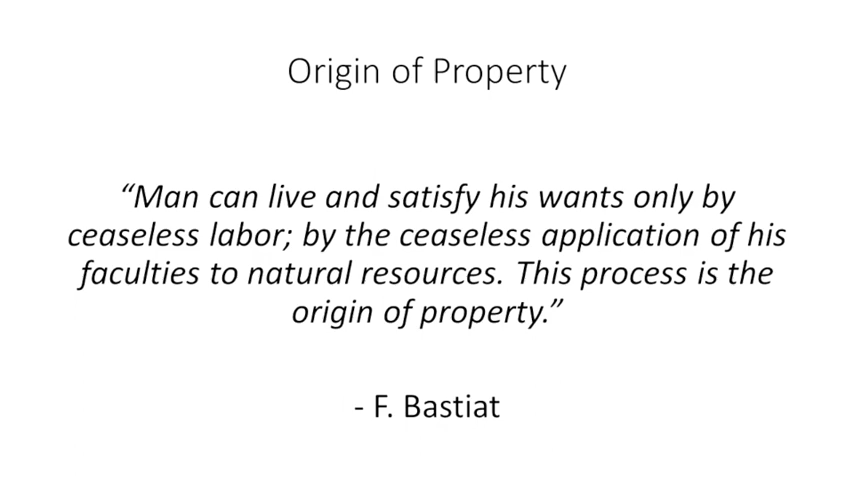 Origin of Property
“Man can live and satisfy his wants only by
ceaseless labor; by the ceaseless application of his
faculties to natural resources. This process is the
origin of property.”
- F. Bastiat